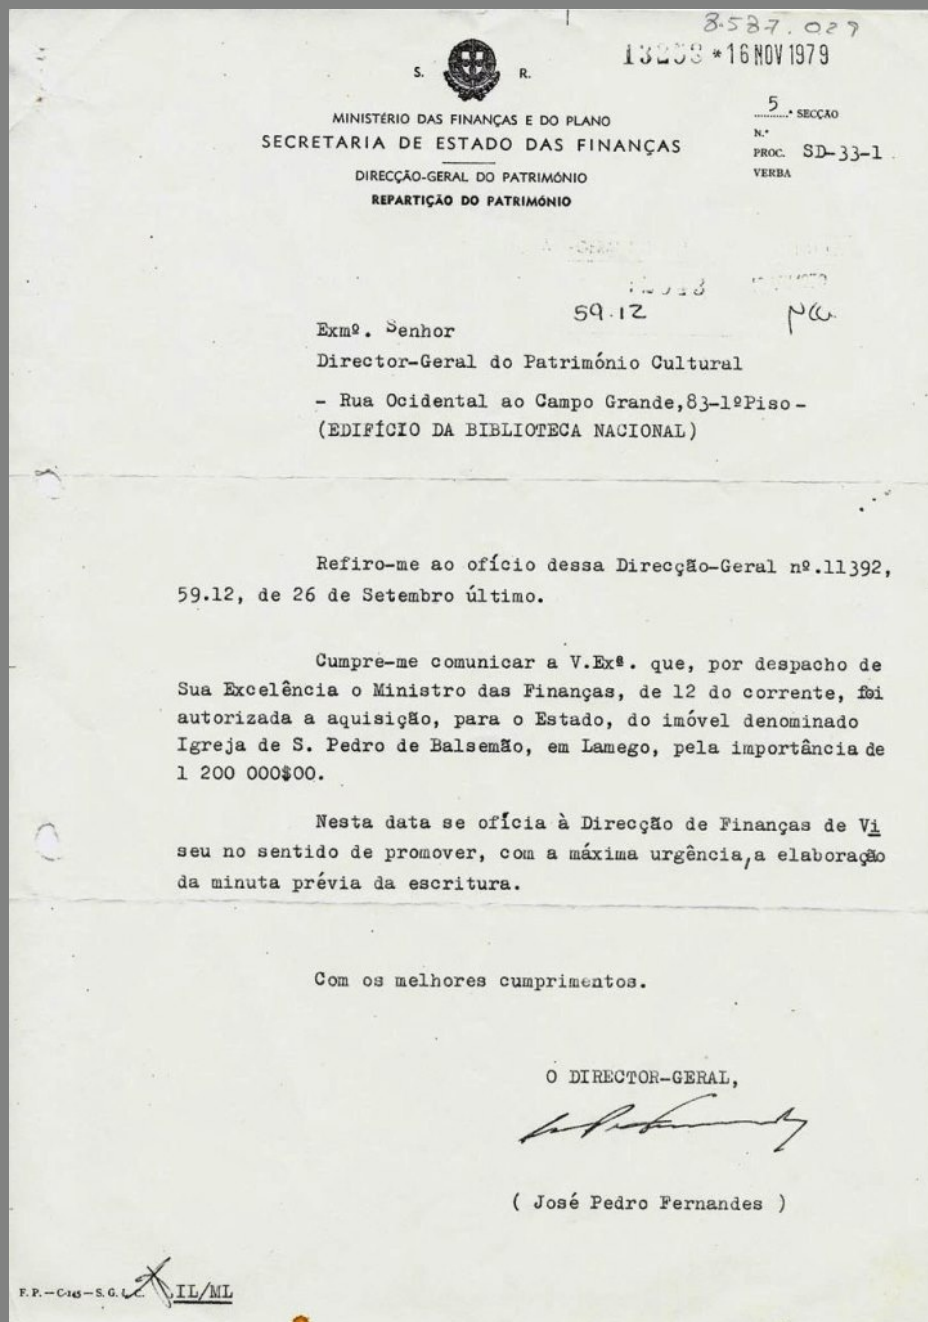 3.587.029
* 16 NOV 1979
S. R.
MINISTÉRIO DAS FINANÇAS E DO PLANO
SECRETARIA DE ESTADO DAS FINANÇAS
DIRECÇÃO-GERAL DO PATRIMÓNIO
REPARTIÇÃO DO PATRIMÓNIO
5.ª SECÇÃO
N.º
PROC. SD-33-1
VERBA
59.12
Exmº. Senhor
Director-Geral do Património Cultural
- Rua Ocidental ao Campo Grande,83-1ºPiso-
(EDIFÍCIO DA BIBLIOTECA NACIONAL)
Refiro-me ao ofício dessa Direcção-Geral nº.11392,
59.12, de 26 de Setembro último.
Cumpre-me comunicar a V.Exª. que, por despacho de
Sua Excelência o Ministro das Finanças, de 12 do corrente, foi
autorizada a aquisição, para o Estado, do imóvel denominado
Igreja de S. Pedro de Balsemão, em Lamego, pela importância de
1 200 000$00.
Nesta data se ofícia à Direcção de Finanças de Vi
seu no sentido de promover, com a máxima urgência, a elaboração
da minuta prévia da escritura.
Com os melhores cumprimentos.
O DIRECTOR-GERAL,
( José Pedro Fernandes )
F. P. — C-145 — S. G. I. C. IL/ML